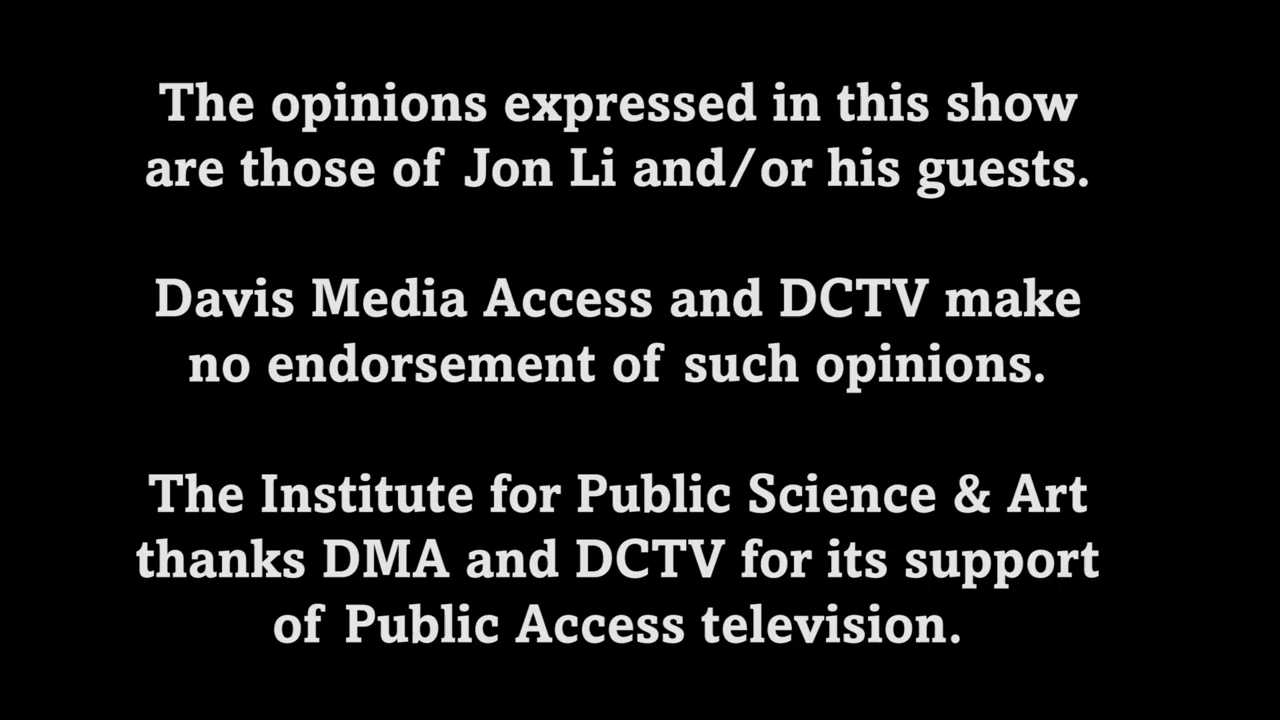 The opinions expressed in this show
are those of Jon Li and/or his guests.
Davis Media Access and DCTV make
no endorsement of such opinions.
The Institute for Public Science & Art
thanks DMA and DCTV for its support
of Public Access television.